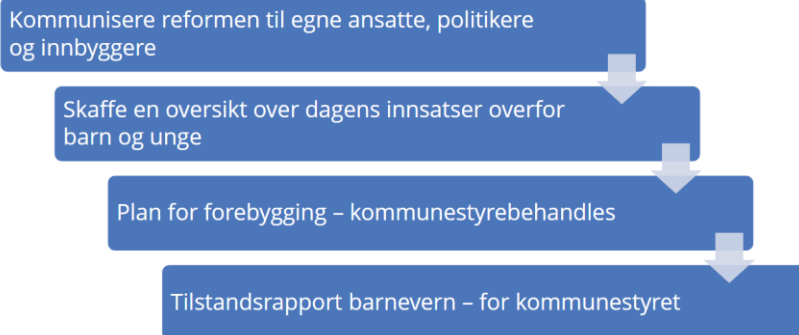 Kommunisere reformen til egne ansatte, politikere
og innbyggere
Skaffe en oversikt over dagens innsatser overfor
barn og unge
Plan for forebygging – kommunestyrebehandles
Tilstandsrapport barnevern – for kommunestyret